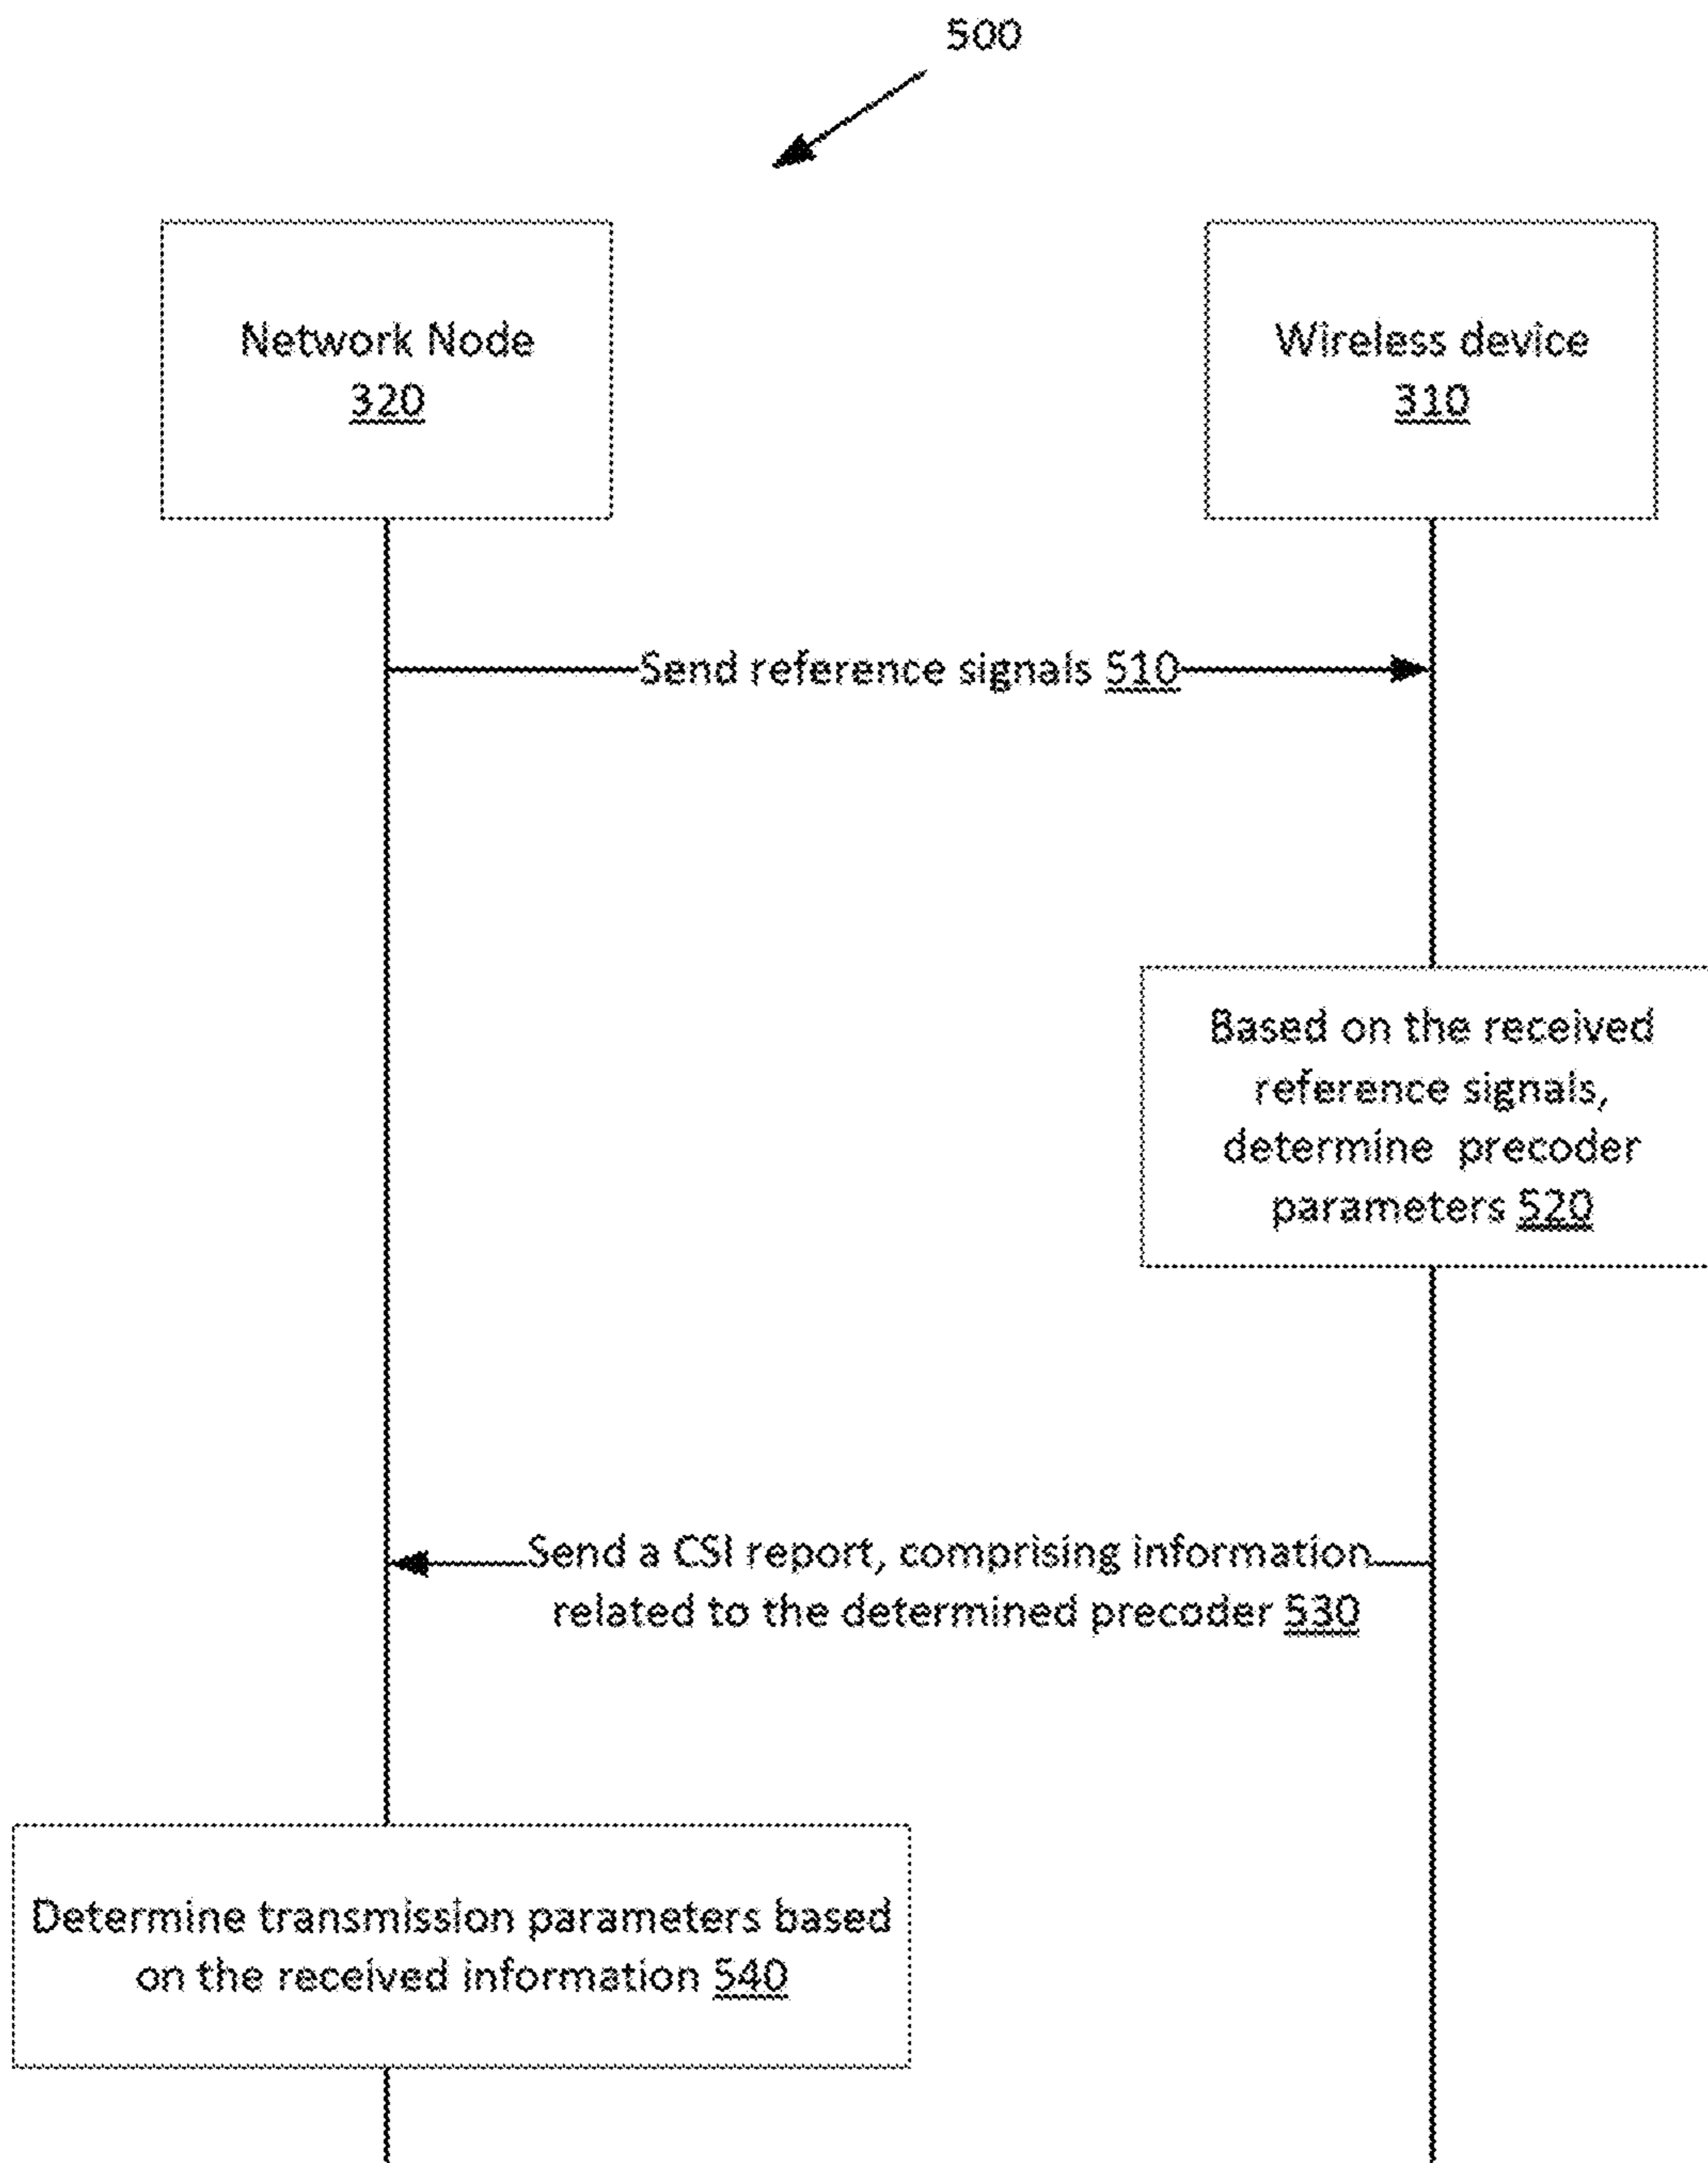 500
Network Node
320
Wireless device
310
Send reference signals 510
Based on the received
reference signals,
determine precoder
parameters 520
Send a CSI report, comprising information
related to the determined precoder 530
Determine transmission parameters based
on the received information 540